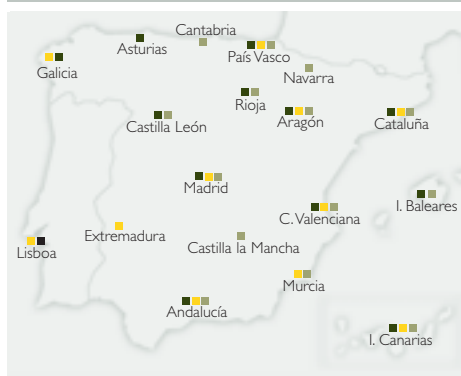 Cantabria
Asturias
País Vasco
Galicia
Navarra
Rioja
Aragón
Cataluña
Castilla León
Madrid
I. Baleares
C. Valenciana
Extremadura
Castilla la Mancha
Lisboa
Murcia
Andalucía
I. Canarias